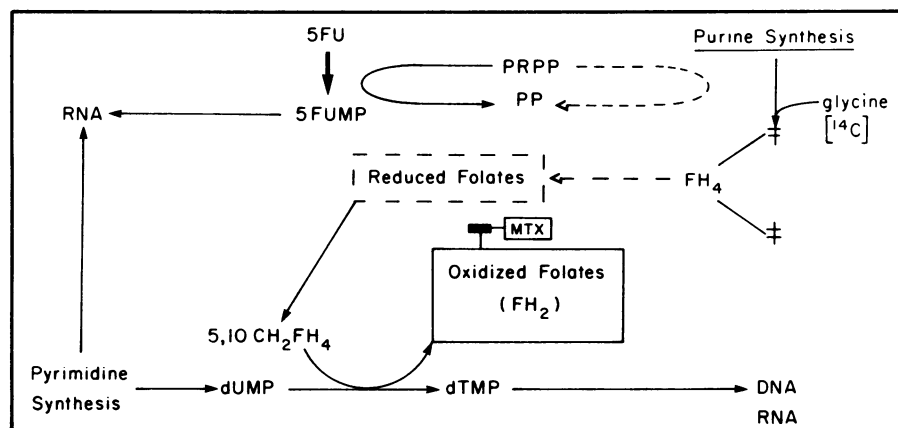 5FU
Purine Synthesis
PRPP
PP
RNA
5FUMP
glycine
[¹⁴C]
Reduced Folates
FH₄
MTX
Oxidized Folates
(FH₂)
5,10 CH₂FH₄
Pyrimidine
Synthesis
dUMP
dTMP
DNA
RNA